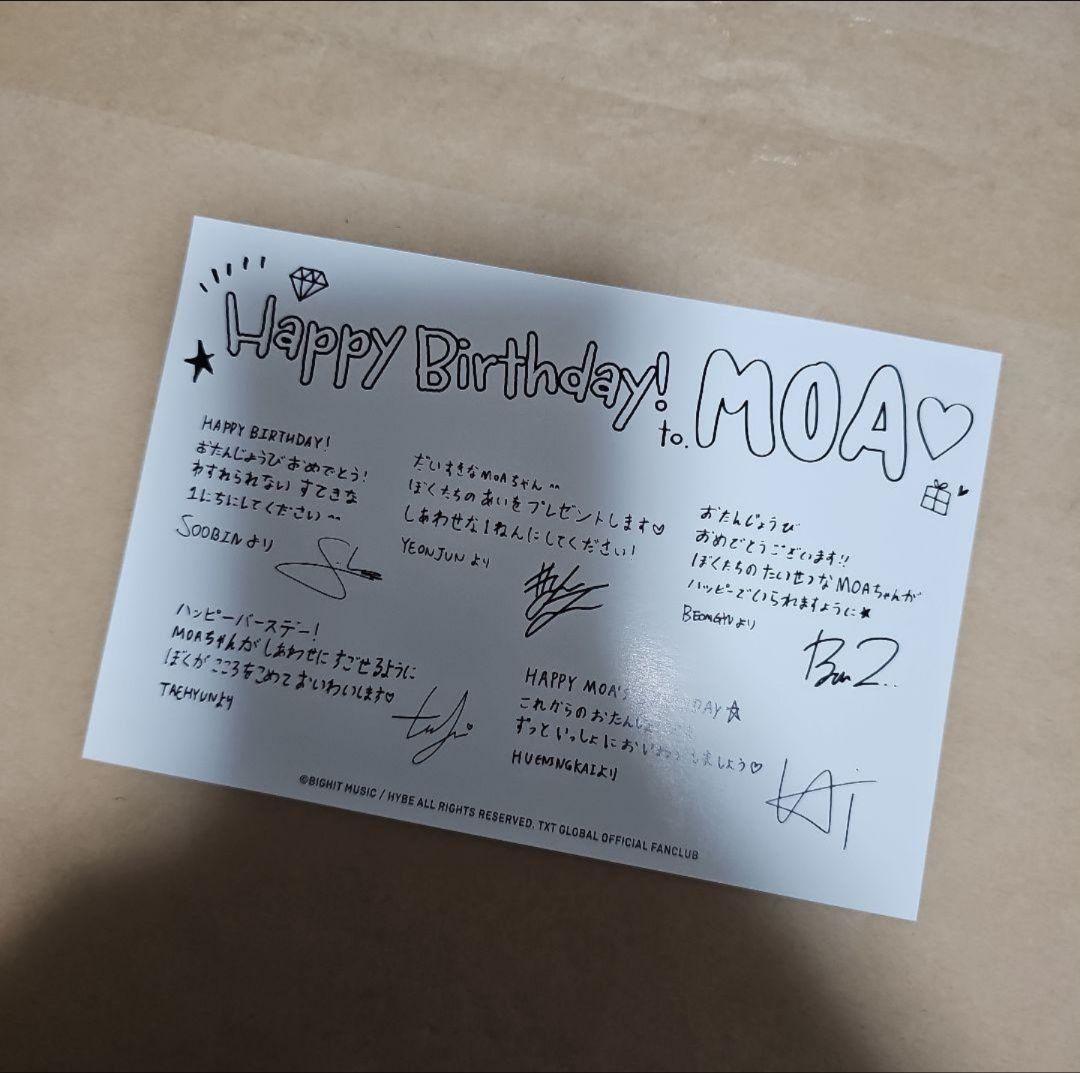 Happy Birthday!
to. MOA♡
HAPPY BIRTHDAY!
おたんじょうびおめでとう!
わすれられない すてきな
1にちにしてください^^
SOOBINより
だいすきなMOAちゃん^^
ぼくたちのあいをプレゼントします♡
しあわせな1ねんにしてください!
YEONJUNより
おたんじょうび
おめでとうございます!!
ぼくたちのたいせつなMOAちゃんが
ハッピーでいられますように★
BEOMGYUより
ハッピーバースデー!
MOAちゃんがしあわせにすごせるように
ぼくがこころをこめておいわいします♡
TAEHYUNより
HAPPY MOA'S DAY☆
これからのおたんじょ
ずっといっしょにおいわ ましょう♡
HUENINGKAIより
KAI
©BIGHIT MUSIC / HYBE ALL RIGHTS RESERVED. TXT GLOBAL OFFICIAL FANCLUB